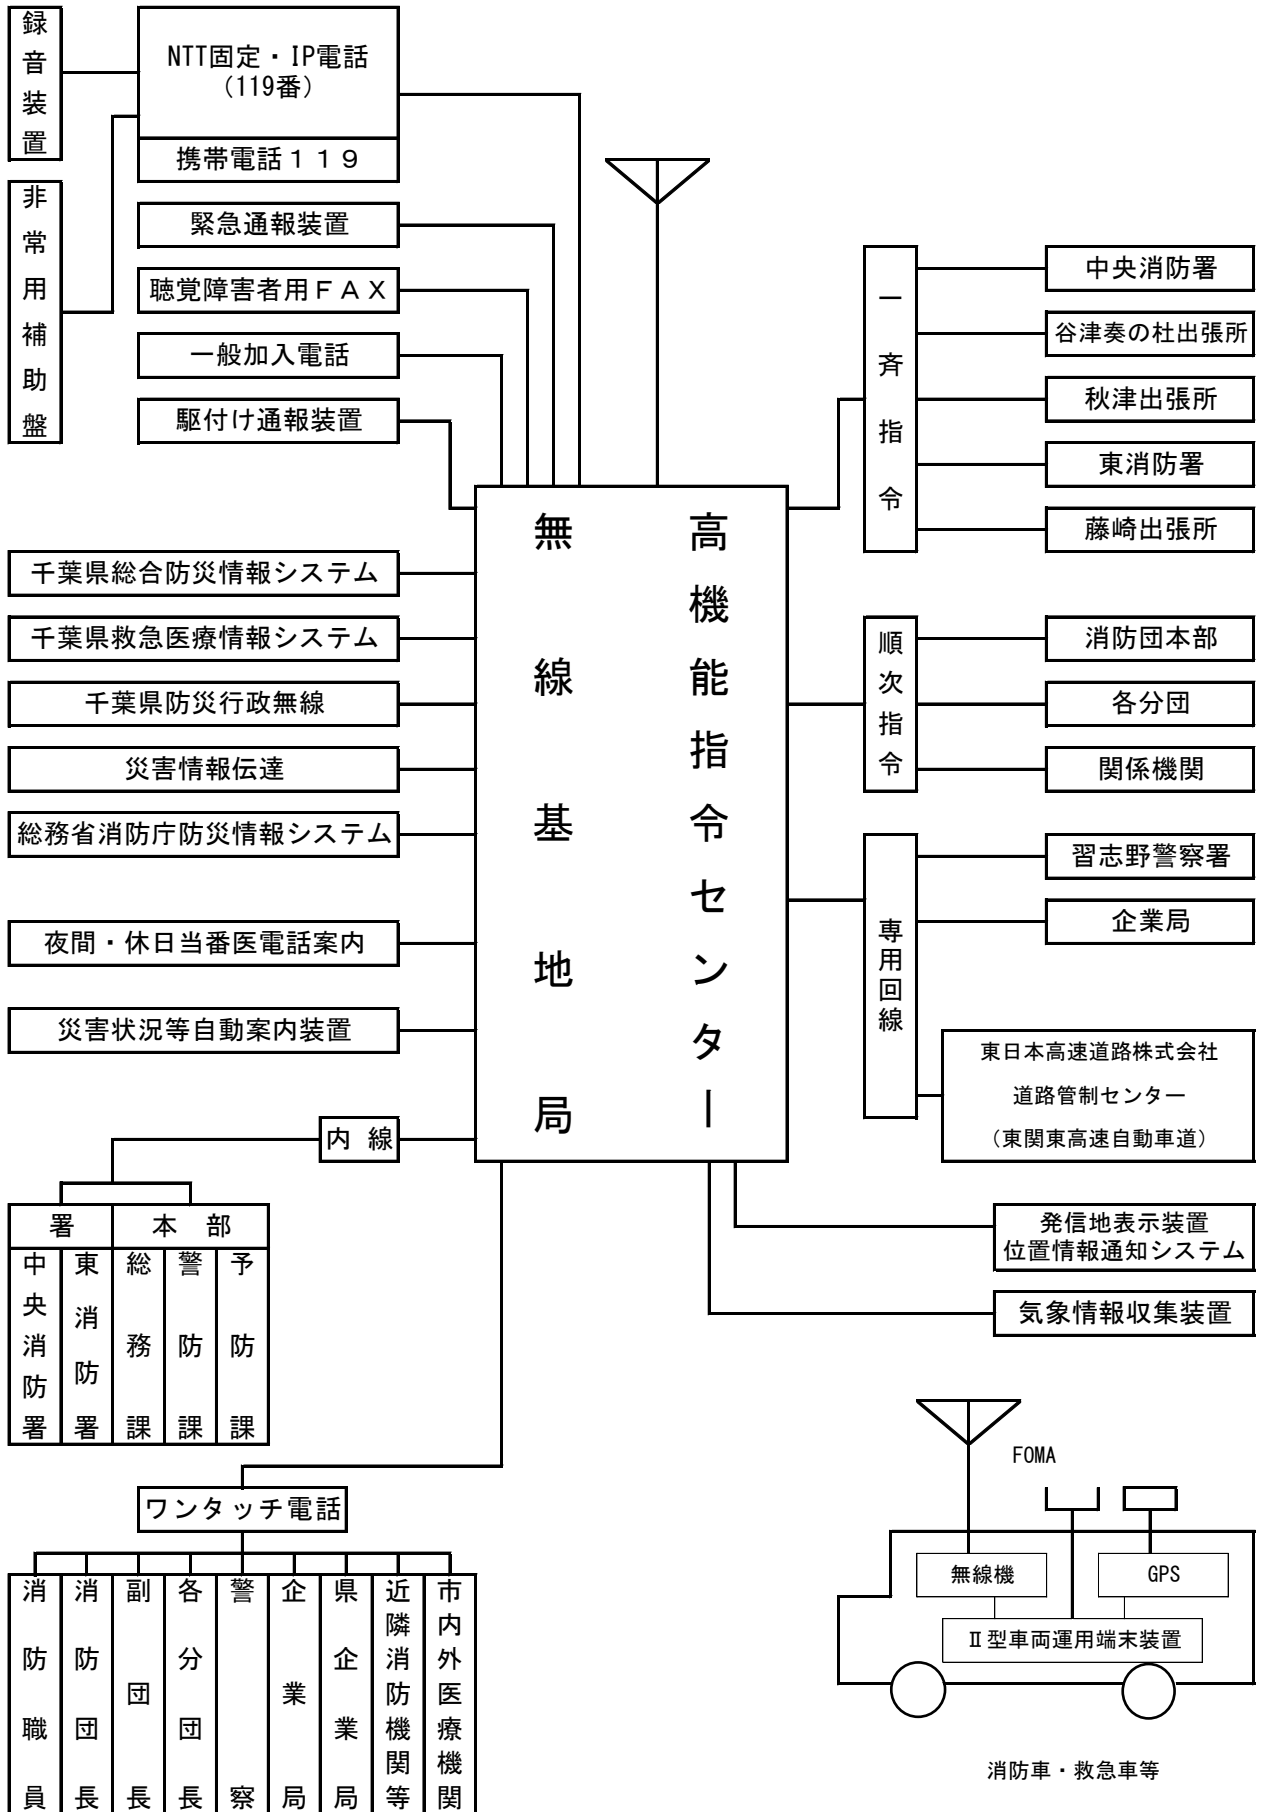 録音装置
NTT固定・IP電話
（119番）
携帯電話１１９
非常用補助盤
緊急通報装置
聴覚障害者用ＦＡＸ
一般加入電話
駆付け通報装置
千葉県総合防災情報システム
千葉県救急医療情報システム
千葉県防災行政無線
災害情報伝達
総務省消防庁防災情報システム
夜間・休日当番医電話案内
災害状況等自動案内装置
高機能指令センター
無線基地局
一斉指令
中央消防署
谷津奏の杜出張所
秋津出張所
東消防署
藤崎出張所
順次指令
消防団本部
各分団
関係機関
専用回線
習志野警察署
企業局
東日本高速道路株式会社
道路管制センター
（東関東高速自動車道）
発信地表示装置
位置情報通知システム
気象情報収集装置
内線
署
本部
中央消防署
東消防署
総務課
警防課
予防課
ワンタッチ電話
消防職員
消防団長
副団長
各分団長
警察
企業局
県企業局
近隣消防機関等
市内外医療機関
FOMA
無線機
GPS
Ⅱ型車両運用端末装置
消防車・救急車等